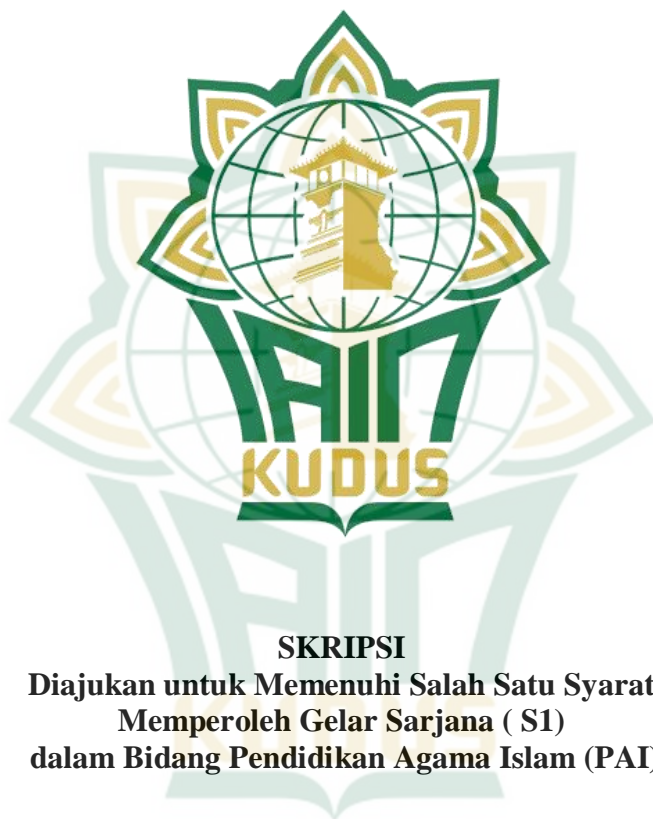 IAIN
KUDUS
SKRIPSI
Diajukan untuk Memenuhi Salah Satu Syarat
Memperoleh Gelar Sarjana ( S1)
dalam Bidang Pendidikan Agama Islam (PAI)